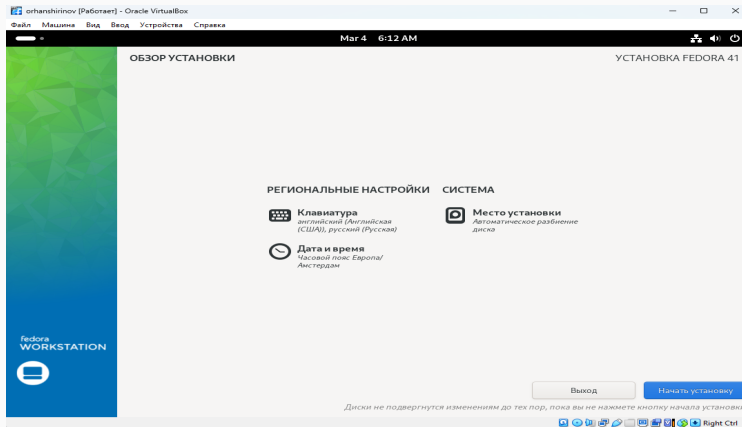 orhanshirinov [Работает] - Oracle VirtualBox
Файл Машина Вид Ввод Устройства Справка
Mar 4 6:12 AM
ОБЗОР УСТАНОВКИ
УСТАНОВКА FEDORA 41
РЕГИОНАЛЬНЫЕ НАСТРОЙКИ
Клавиатура
английский (Английская
(США)), русский (Русская)
Дата и время
Часовой пояс Европа/
Амстердам
СИСТЕМА
Место установки
Автоматическое разбиение
диска
fedora
WORKSTATION
Выход
Начать установку
Диски не подвергнутся изменениям до тех пор, пока вы не нажмете кнопку начала установки
Right Ctrl